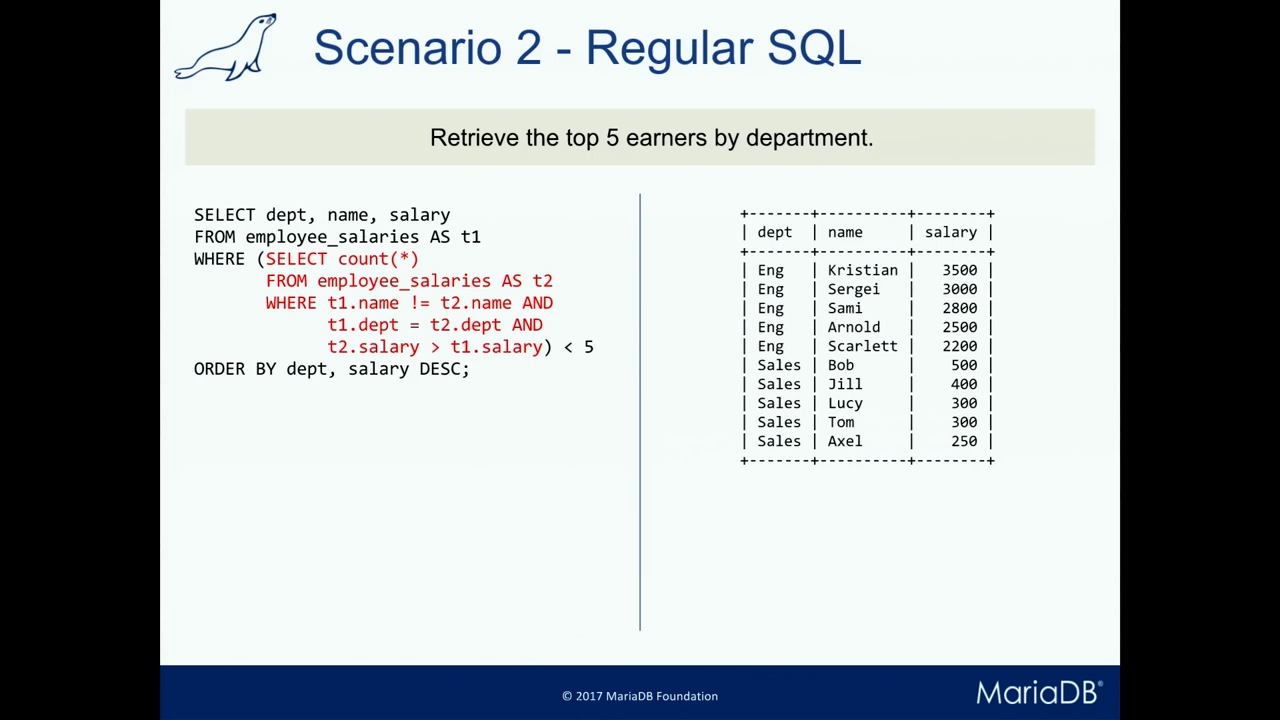 Scenario 2 - Regular SQL
Retrieve the top 5 earners by department.
SELECT dept, name, salary
FROM employee_salaries AS t1
WHERE (SELECT count(*)
       FROM employee_salaries AS t2
       WHERE t1.name != t2.name AND
             t1.dept = t2.dept AND
             t2.salary > t1.salary) < 5
ORDER BY dept, salary DESC;
+-------+----------+--------+
| dept  | name     | salary |
+-------+----------+--------+
| Eng   | Kristian |   3500 |
| Eng   | Sergei   |   3000 |
| Eng   | Sami     |   2800 |
| Eng   | Arnold   |   2500 |
| Eng   | Scarlett |   2200 |
| Sales | Bob      |    500 |
| Sales | Jill     |    400 |
| Sales | Lucy     |    300 |
| Sales | Tom      |    300 |
| Sales | Axel     |    250 |
+-------+----------+--------+
© 2017 MariaDB Foundation
MariaDB®